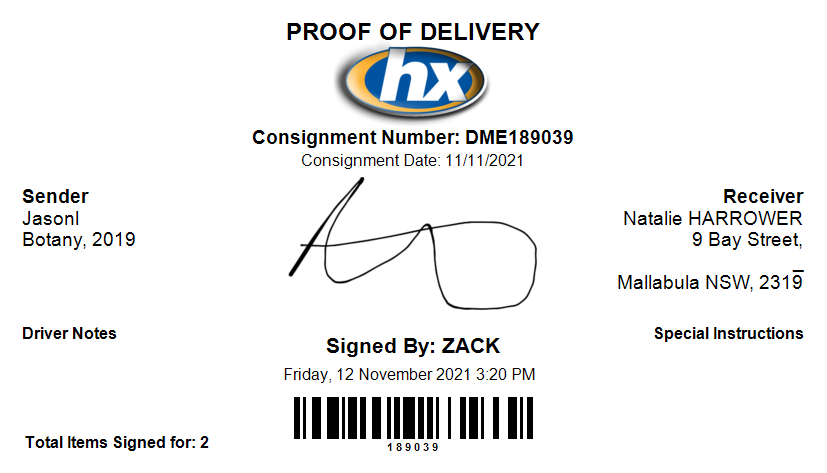 PROOF OF DELIVERY
hx
Consignment Number: DME189039
Consignment Date: 11/11/2021
Sender
JasonI
Botany, 2019
Receiver
Natalie HARROWER
9 Bay Street,
Mallabula NSW, 2319
Driver Notes
Special Instructions
Signed By: ZACK
Friday, 12 November 2021 3:20 PM
189039
Total Items Signed for: 2